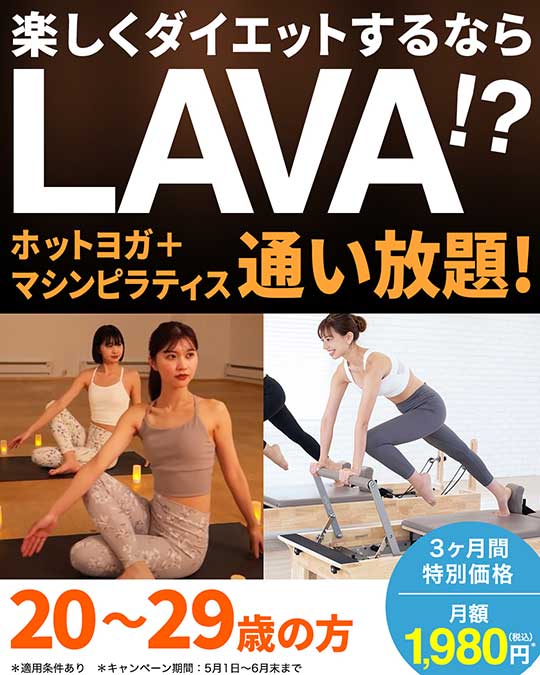 楽しくダイエットするなら
LAVA!?
ホットヨガ＋
マシンピラティス
通い放題！
3ヶ月間
特別価格
月額
1,980円(税込)*
20〜29歳の方
＊適用条件あり ＊キャンペーン期間：5月1日〜6月末まで